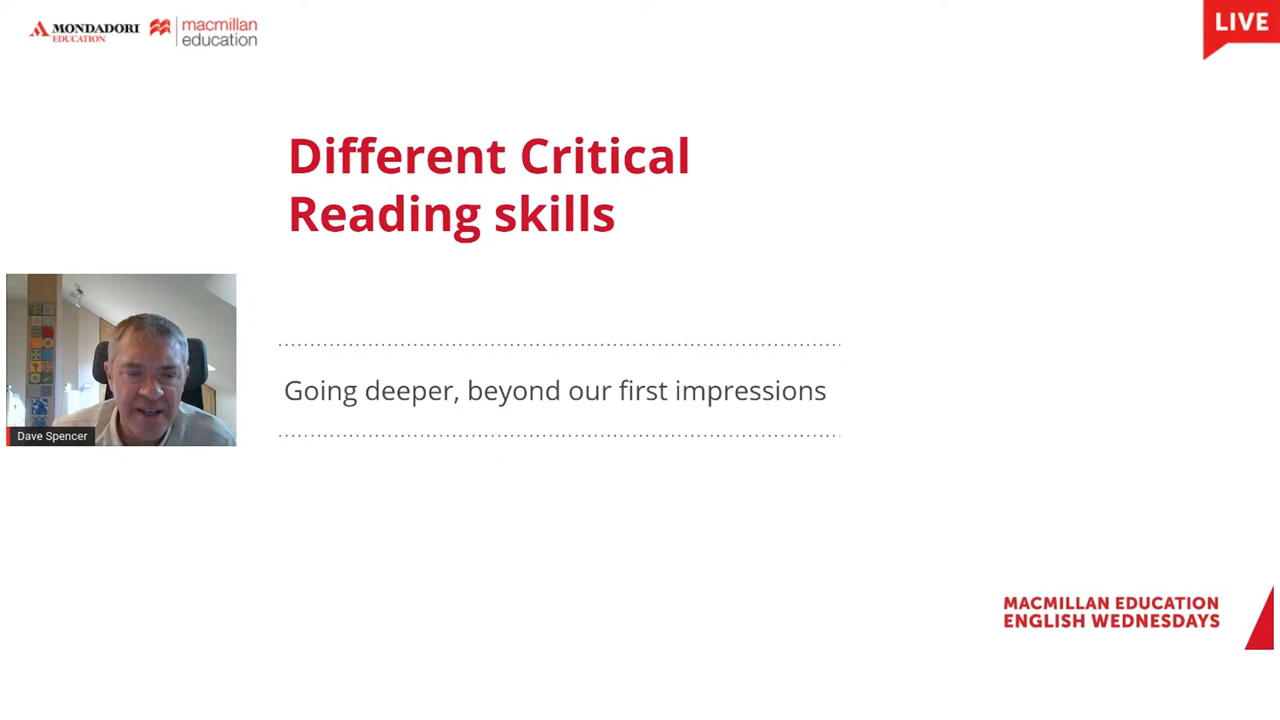 MONDADORI
EDUCATION
macmillan
education
LIVE
Different Critical
Reading skills
Dave Spencer
Going deeper, beyond our first impressions
MACMILLAN EDUCATION
ENGLISH WEDNESDAYS